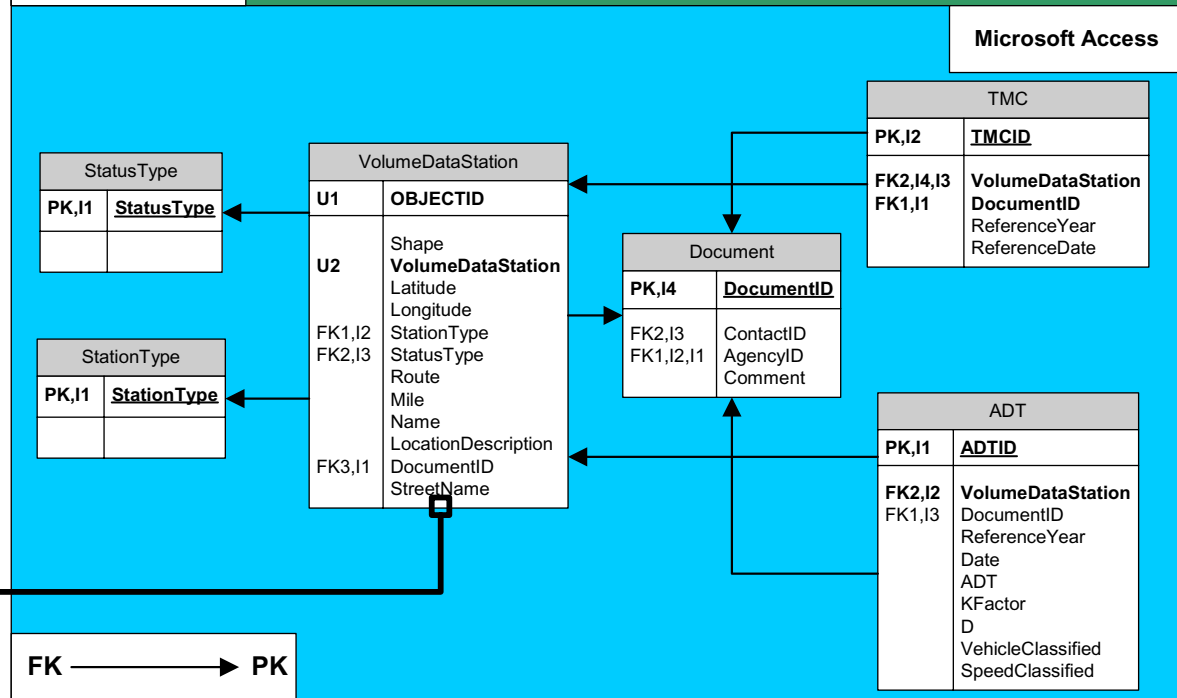 Microsoft Access
StatusType
PK,I1 StatusType
StationType
PK,I1 StationType
VolumeDataStation
U1 OBJECTID
Shape
U2 VolumeDataStation
Latitude
Longitude
FK1,I2 StationType
FK2,I3 StatusType
Route
Mile
Name
LocationDescription
FK3,I1 DocumentID
StreetName
Document
PK,I4 DocumentID
FK2,I3 ContactID
FK1,I2,I1 AgencyID
Comment
TMC
PK,I2 TMCID
FK2,I4,I3 VolumeDataStation
FK1,I1 DocumentID
ReferenceYear
ReferenceDate
ADT
PK,I1 ADTID
FK2,I2 VolumeDataStation
FK1,I3 DocumentID
ReferenceYear
Date
ADT
KFactor
D
VehicleClassified
SpeedClassified
FK PK